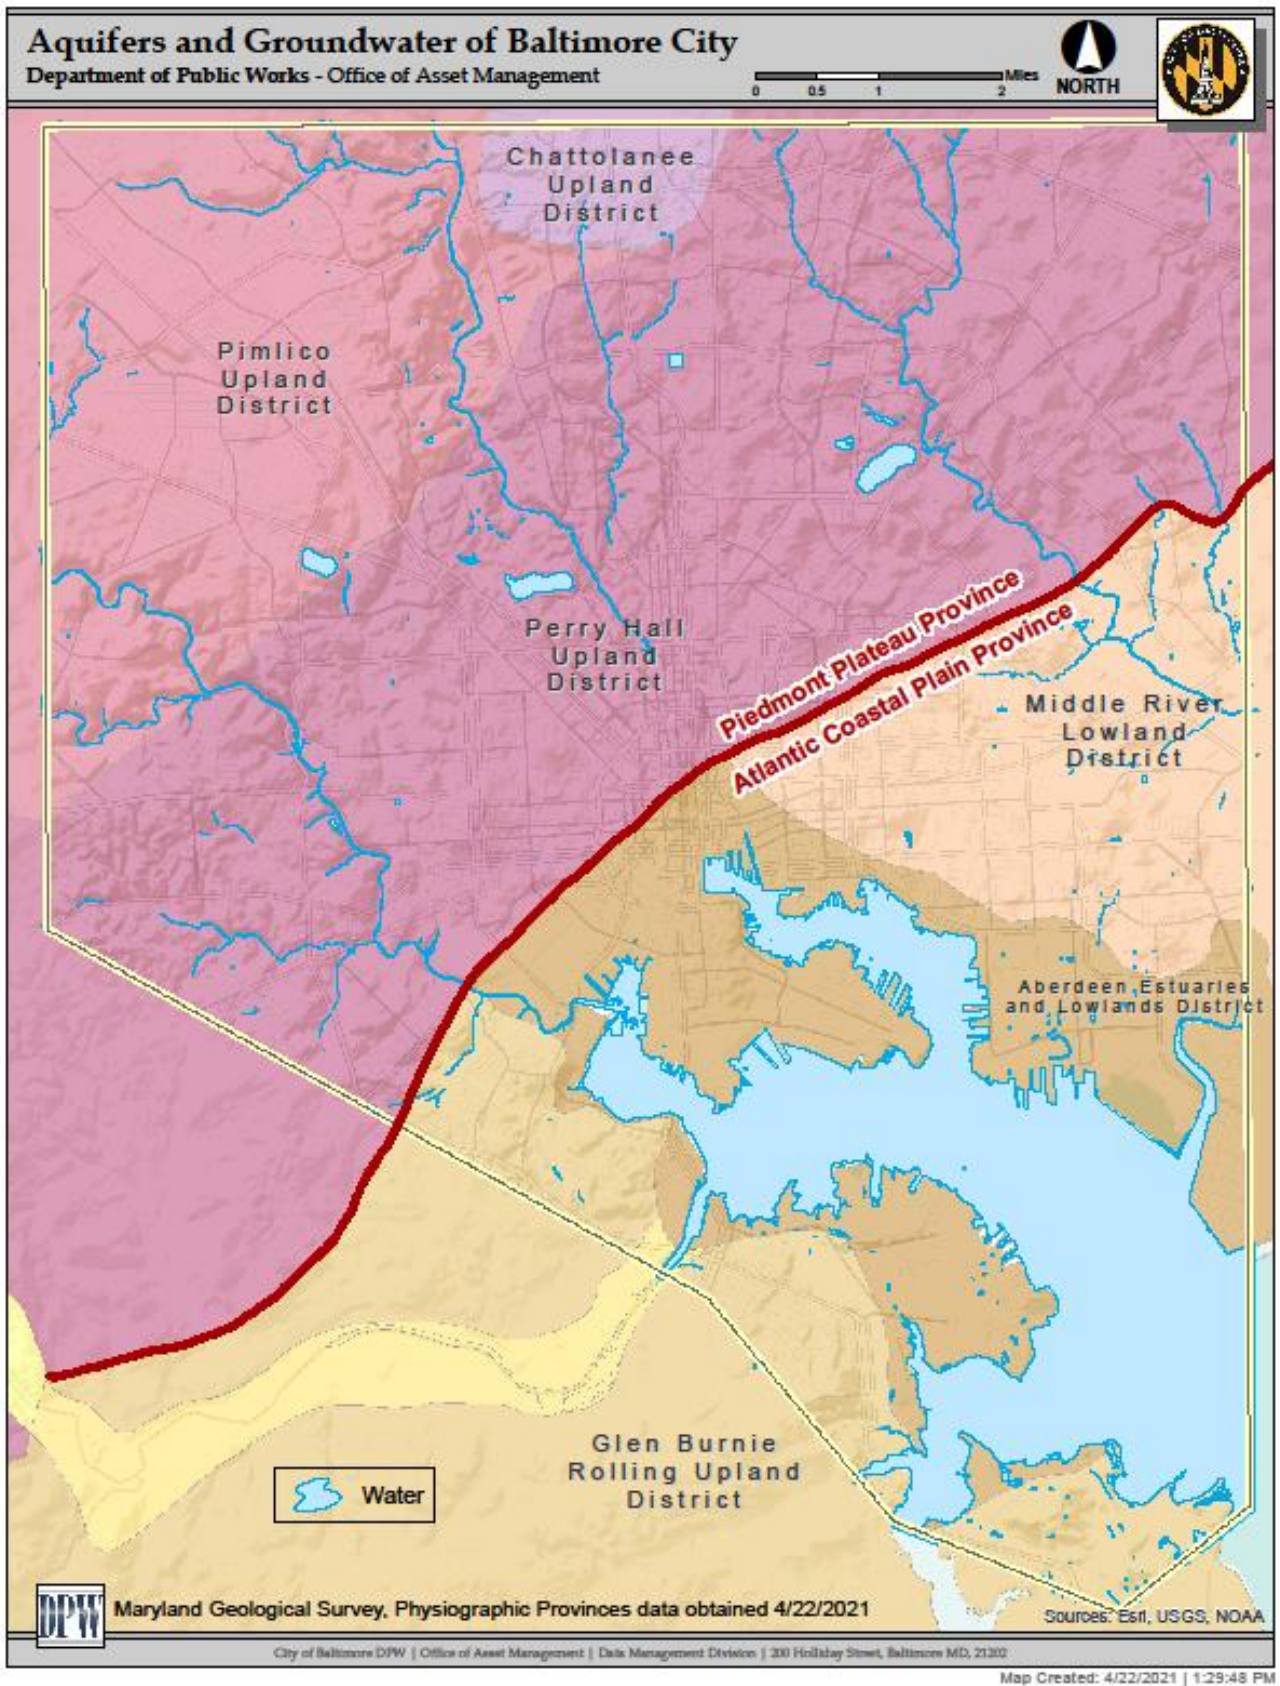 Aquifers and Groundwater of Baltimore City
Department of Public Works - Office of Asset Management
Miles
0 0.5 1 2
NORTH
Chattolanee
Upland
District
Pimlico
Upland
District
Perry Hall
Upland
District
Piedmont Plateau Province
Atlantic Coastal Plain Province
Middle River
Lowland
District
Aberdeen Estuaries
and Lowlands District
Glen Burnie
Rolling Upland
District
Water
DPW
Maryland Geological Survey, Physiographic Provinces data obtained 4/22/2021
Sources: Esri, USGS, NOAA
City of Baltimore DPW | Office of Asset Management | Data Management Division | 200 Holliday Street, Baltimore MD, 21202
Map Created: 4/22/2021 | 1:29:48 PM